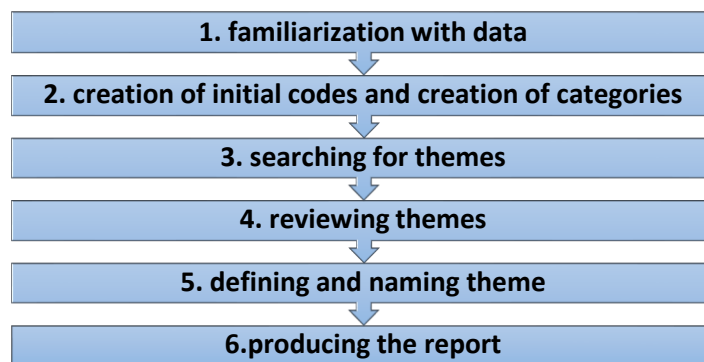 1. familiarization with data
2. creation of initial codes and creation of categories
3. searching for themes
4. reviewing themes
5. defining and naming theme
6.producing the report